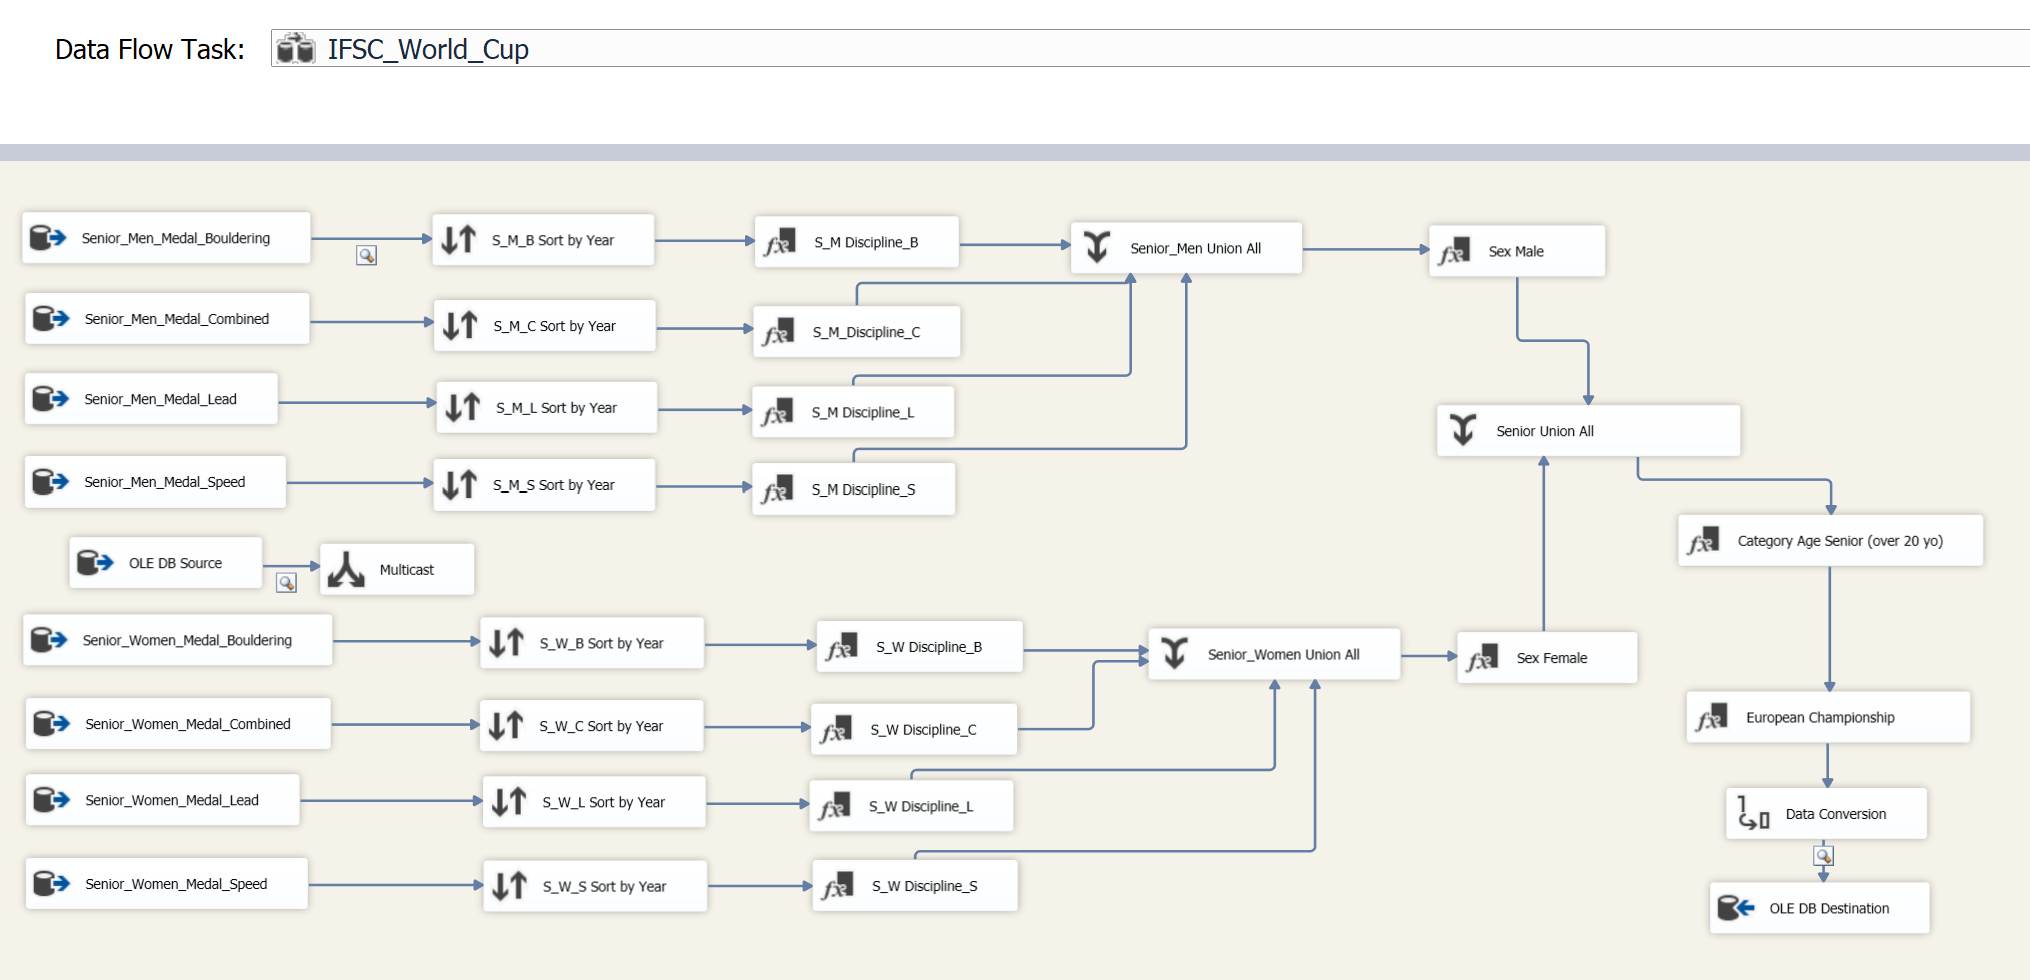 Data Flow Task: IFSC_World_Cup
Senior_Men_Medal_Bouldering
S_M_B Sort by Year
S_M Discipline_B
Senior_Men Union All
Sex Male
Senior_Men_Medal_Combined
S_M_C Sort by Year
S_M_Discipline_C
Senior_Men_Medal_Lead
S_M_L Sort by Year
S_M Discipline_L
Senior Union All
Senior_Men_Medal_Speed
S_M_S Sort by Year
S_M Discipline_S
Category Age Senior (over 20 yo)
OLE DB Source
Multicast
Senior_Women_Medal_Bouldering
S_W_B Sort by Year
S_W Discipline_B
Senior_Women Union All
Sex Female
Senior_Women_Medal_Combined
S_W_C Sort by Year
S_W Discipline_C
European Championship
Senior_Women_Medal_Lead
S_W_L Sort by Year
S_W Discipline_L
Data Conversion
Senior_Women_Medal_Speed
S_W_S Sort by Year
S_W Discipline_S
OLE DB Destination